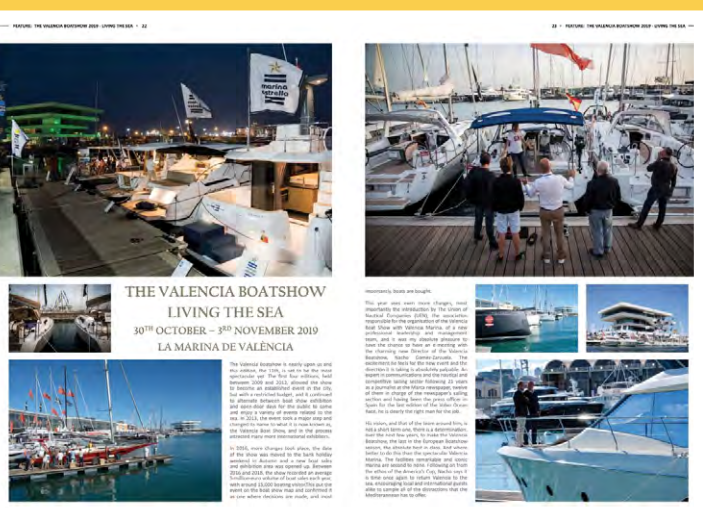 FEATURE: THE VALENCIA BOATSHOW 2019 - LIVING THE SEA • 32
33 • FEATURE: THE VALENCIA BOATSHOW 2019 - LIVING THE SEA
marina
estrella
THE VALENCIA BOATSHOW
LIVING THE SEA
30TH OCTOBER – 3RD NOVEMBER 2019
LA MARINA DE VALÈNCIA
The Valencia Boatshow is nearly upon us and
this edition, the 12th, is set to be the most
spectacular yet. The first four editions, held
between 2009 and 2013, allowed the show
to become an established event in the city,
but with a restricted budget, and it continued
to alternate between boat show exhibition
and open-door days for the public to come
and enjoy a variety of events related to the
sea. In 2013, the event took a major step and
changed its name to what it is now known as,
the Valencia Boat Show, and in the process
attracted many more international exhibitors.
In 2016, more changes took place, the date
of the show was moved to the bank holiday
weekend in Autumn and a new boat sales
and exhibition area was opened up. Between
2016 and 2018, the show recorded an average
5 million euro volume of boat sales each year,
with around 13,000 boating visitors. This put the
event on the boat show map and confirmed it
as one where decisions are made, and most
importantly, boats are bought.
This year sees even more changes, most
importantly the introduction by The Union of
Nautical Companies (UEN), the association
responsible for the organisation of the Valencia
Boat Show with Valencia Marina, of a new
professional leadership and management
team, and it was my absolute pleasure to
have the chance to have an e-meeting with
the charming new Director of the Valencia
Boatshow, Nacho Gómez-Zarzuela. The
excitement he feels for the new event and the
direction it is taking is absolutely palpable. An
expert in communications and the nautical and
competitive sailing sector following 25 years
as a journalist at the Marca newspaper, twelve
of them in charge of the newspaper's sailing
section and having been the press officer in
Spain for the last edition of the Volvo Ocean
Race, he is clearly the right man for the job.
His vision, and that of the team around him, is
not a short term one, there is a determination,
over the next few years, to make the Valencia
Boatshow, the last in the European Boatshow
season, the absolute best in class. And where
better to do this than the spectacular Valencia
Marina. The facilities remarkable and iconic
Marina are second to none. Following on from
the ethos of the America's Cup, Nacho says it
is time once again to return Valencia to the
sea, encouraging local and international guests
alike to sample all of the attractions that the
Mediterranean has to offer.